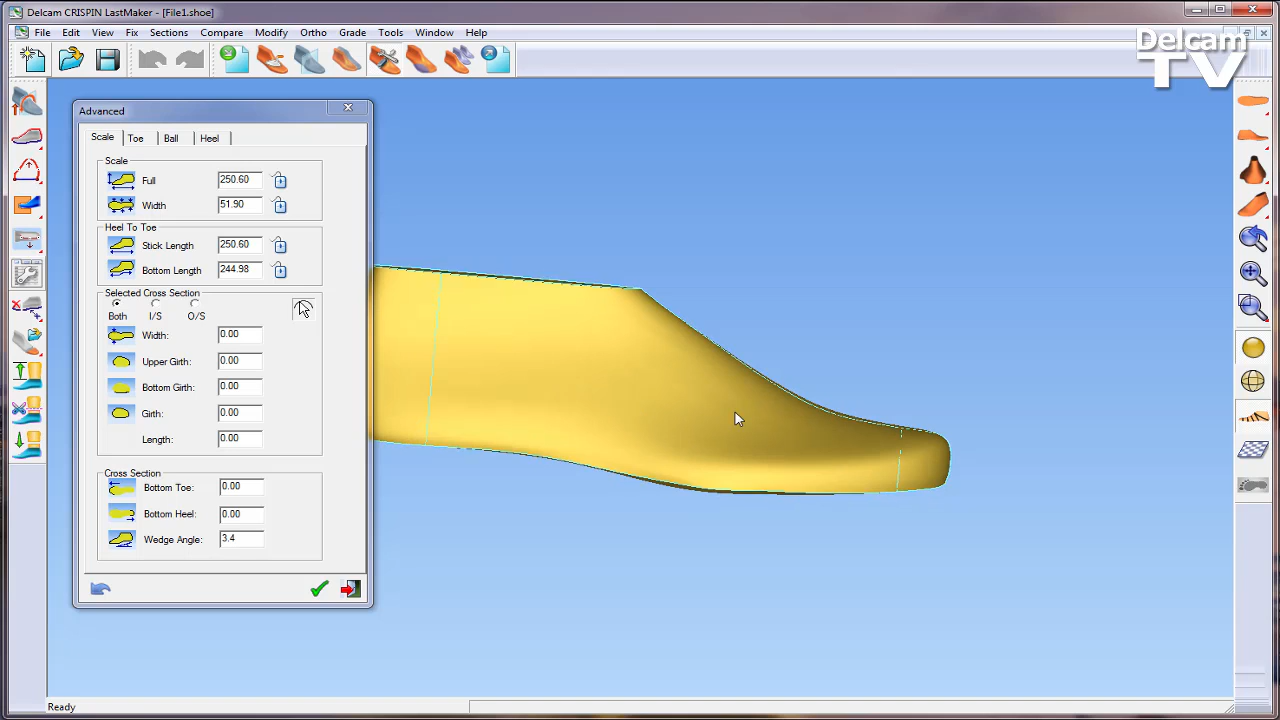 Delcam CRISPIN LastMaker - [File1.shoe]
File Edit View Fix Sections Compare Modify Ortho Grade Tools Window Help
Delcam
TV
Advanced
Scale Toe Ball Heel
Scale
Full 250.60
Width 51.90
Heel To Toe
Stick Length 250.60
Bottom Length 244.98
Selected Cross Section
Both I/S O/S
Width: 0.00
Upper Girth: 0.00
Bottom Girth: 0.00
Girth: 0.00
Length: 0.00
Cross Section
Bottom Toe: 0.00
Bottom Heel: 0.00
Wedge Angle: 3.4
Ready